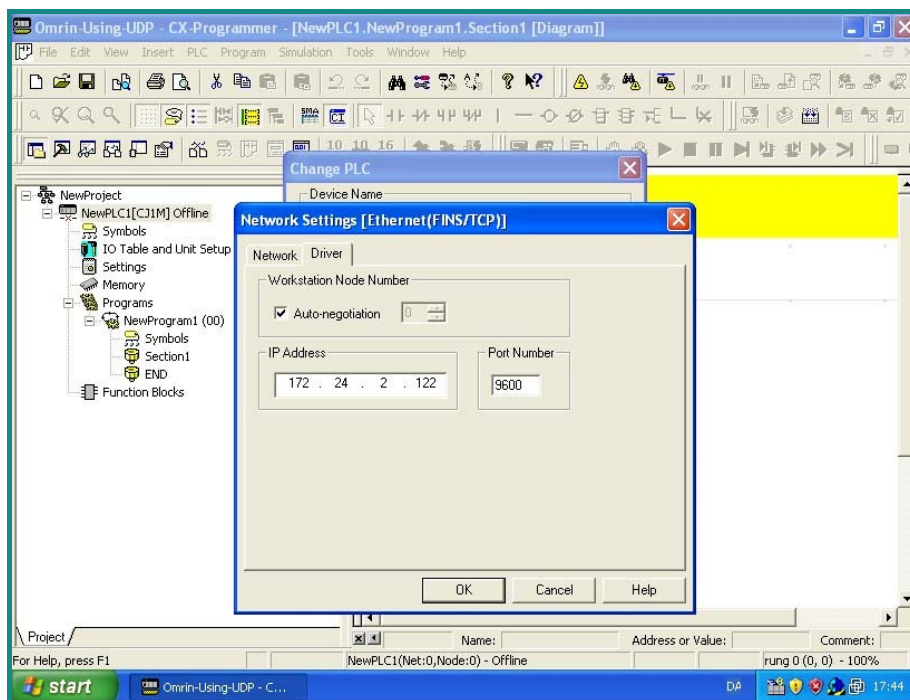 Omrin-Using-UDP - CX-Programmer - [NewPLC1.NewProgram1.Section1 [Diagram]]
File Edit View Insert PLC Program Simulation Tools Window Help
10 10 16
Change PLC
Device Name
NewProject
NewPLC1[CJ1M] Offline
Symbols
IO Table and Unit Setup
Settings
Memory
Programs
NewProgram1 (00)
Symbols
Section1
END
Function Blocks
Network Settings [Ethernet(FINS/TCP)]
Network Driver
Workstation Node Number
Auto-negotiation 0
IP Address Port Number
172 . 24 . 2 . 122 9600
OK Cancel Help
Project
Name: Address or Value: Comment:
For Help, press F1 NewPLC1(Net:0,Node:0) - Offline rung 0 (0, 0) - 100%
start Omrin-Using-UDP - C... DA 17:44